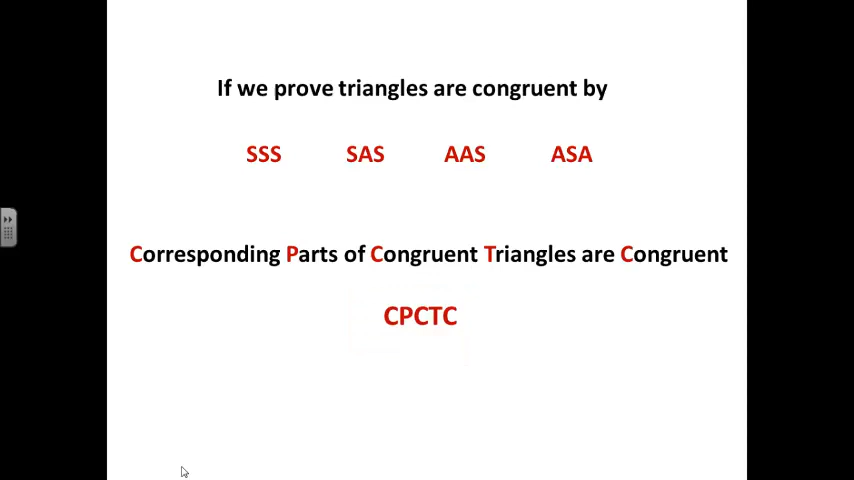 If we prove triangles are congruent by
SSS SAS AAS ASA
Corresponding Parts of Congruent Triangles are Congruent
CPCTC